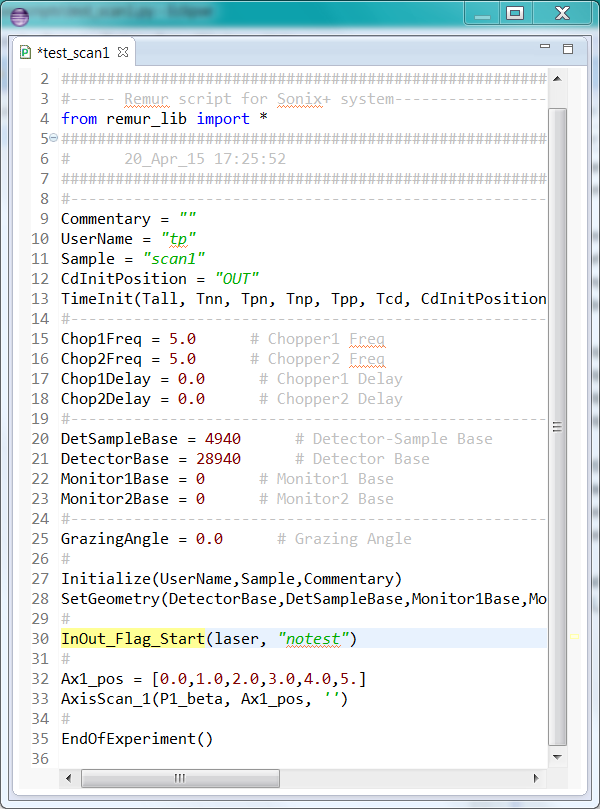 *test_scan1
2 ######################################################
3 #----- Remur script for Sonix+ system-----------------
4 from remur_lib import *
5 ######################################################
6 #      20_Apr_15 17:25:52
7 ######################################################
8 #-----------------------------------------------------
9 Commentary = ""
10 UserName = "tp"
11 Sample = "scan1"
12 CdInitPosition = "OUT"
13 TimeInit(Tall, Tnn, Tpn, Tnp, Tpp, Tcd, CdInitPosition
14 #-----------------------------------------------------
15 Chop1Freq = 5.0      # Chopper1 Freq
16 Chop2Freq = 5.0      # Chopper2 Freq
17 Chop1Delay = 0.0      # Chopper1 Delay
18 Chop2Delay = 0.0      # Chopper2 Delay
19 #-----------------------------------------------------
20 DetSampleBase = 4940      # Detector-Sample Base
21 DetectorBase = 28940      # Detector Base
22 Monitor1Base = 0      # Monitor1 Base
23 Monitor2Base = 0      # Monitor2 Base
24 #-----------------------------------------------------
25 GrazingAngle = 0.0      # Grazing Angle
26 #
27 Initialize(UserName,Sample,Commentary)
28 SetGeometry(DetectorBase,DetSampleBase,Monitor1Base,Mo
29 #
30 InOut_Flag_Start(laser, "notest")
31 #
32 Ax1_pos = [0.0,1.0,2.0,3.0,4.0,5.]
33 AxisScan_1(P1_beta, Ax1_pos, '')
34 #
35 EndOfExperiment()
36